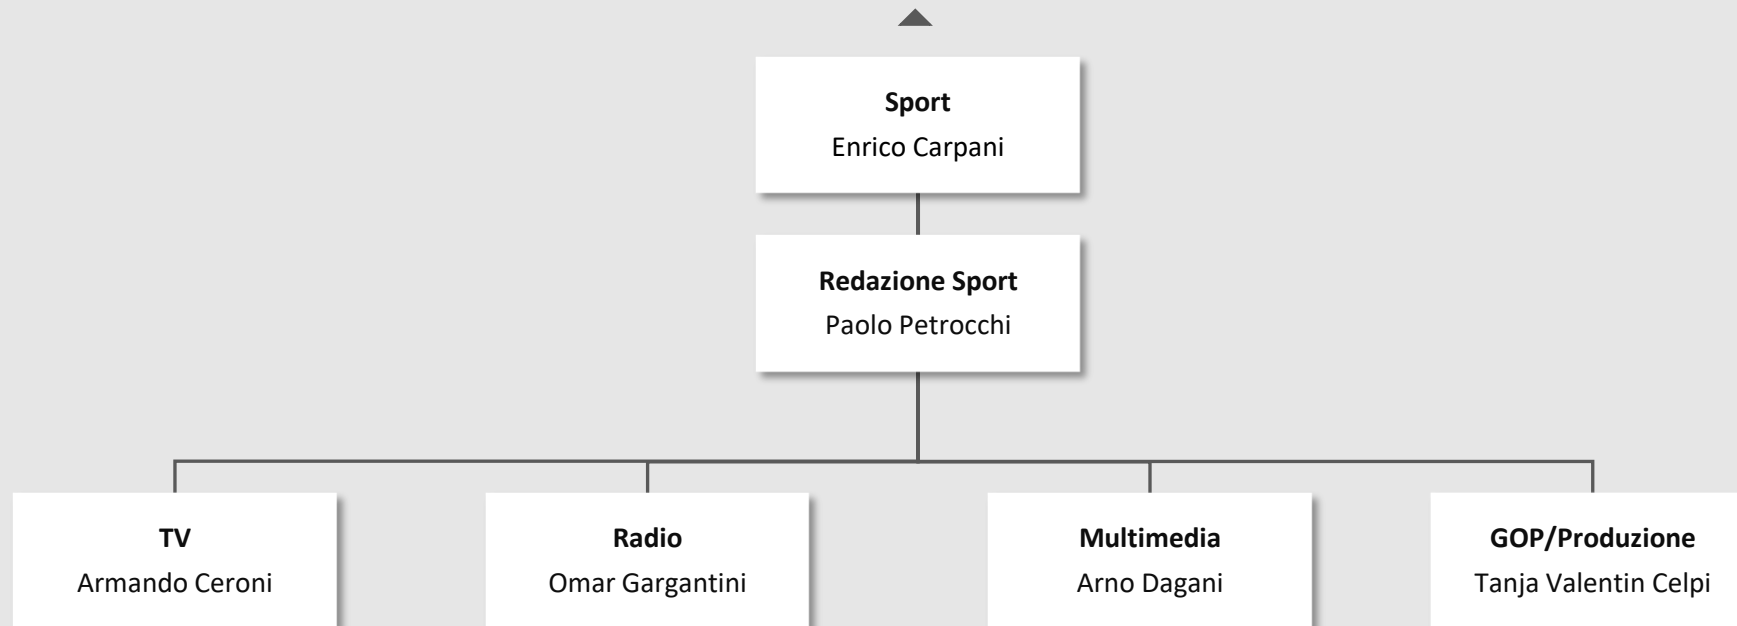 Sport
Enrico Carpani
Redazione Sport
Paolo Petrocchi
TV
Armando Ceroni
Radio
Omar Gargantini
Multimedia
Arno Dagani
GOP/Produzione
Tanja Valentin Celpi